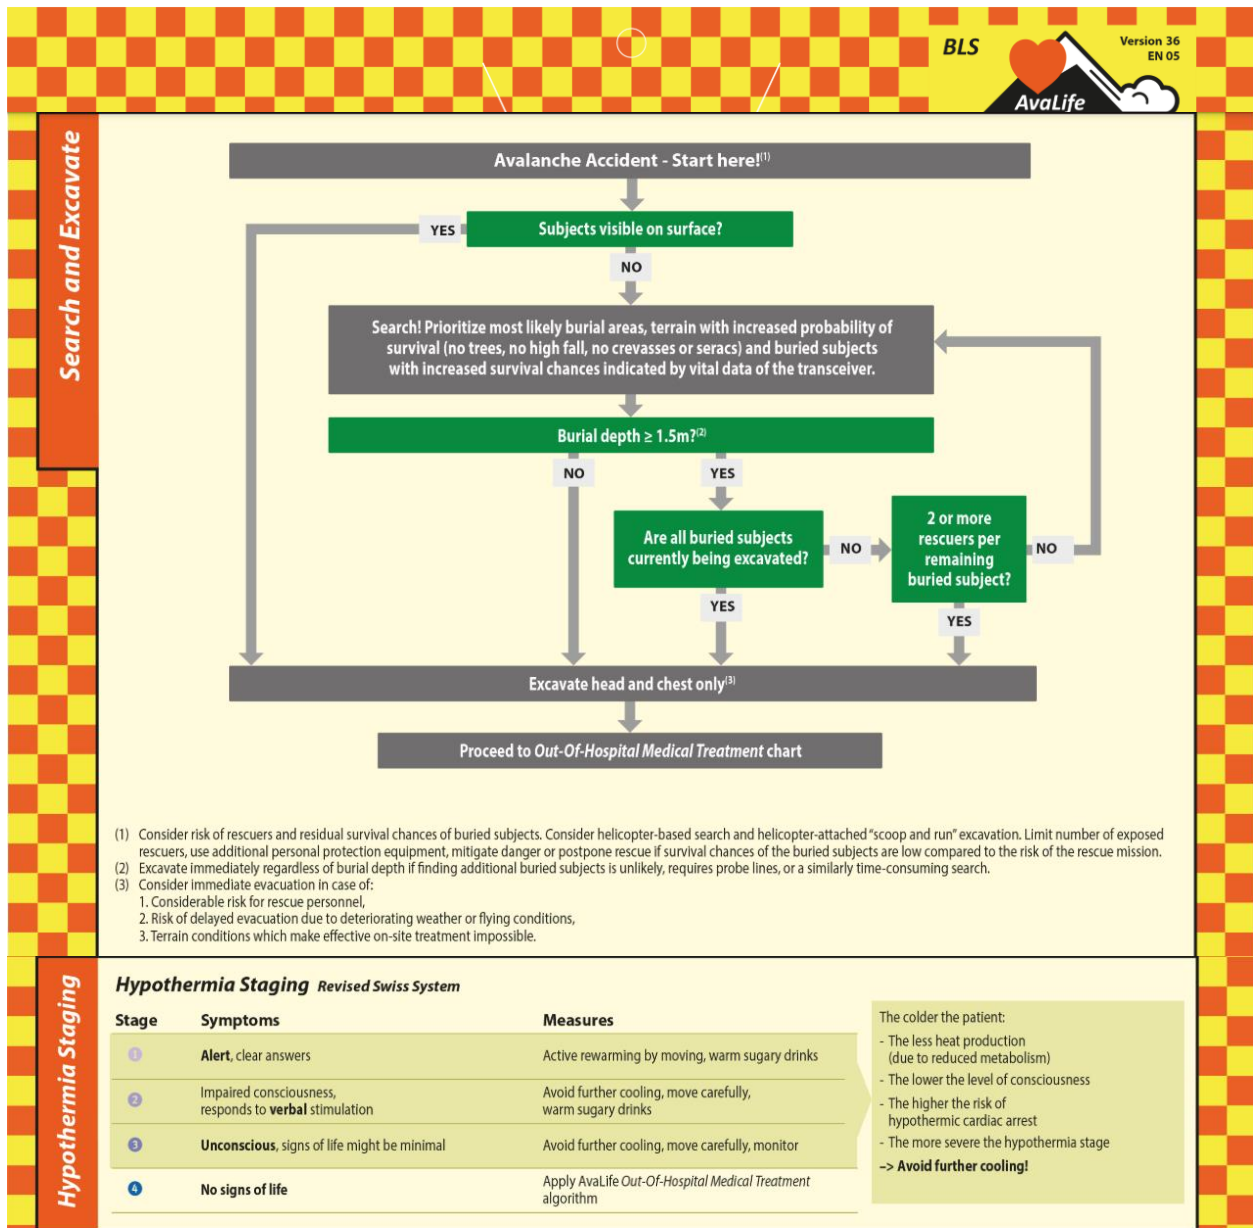 BLS
Version 36
EN 05
AvaLife
Search and Excavate
Avalanche Accident - Start here!(1)
Subjects visible on surface?
YES
NO
Search! Prioritize most likely burial areas, terrain with increased probability of
survival (no trees, no high fall, no crevasses or seracs) and buried subjects
with increased survival chances indicated by vital data of the transceiver.
Burial depth ≥ 1.5m?(2)
NO
YES
Are all buried subjects
currently being excavated?
NO
2 or more
rescuers per
remaining
buried subject?
NO
YES
YES
Excavate head and chest only(3)
Proceed to Out-Of-Hospital Medical Treatment chart
(1) Consider risk of rescuers and residual survival chances of buried subjects. Consider helicopter-based search and helicopter-attached “scoop and run” excavation. Limit number of exposed
rescuers, use additional personal protection equipment, mitigate danger or postpone rescue if survival chances of the buried subjects are low compared to the risk of the rescue mission.
(2) Excavate immediately regardless of burial depth if finding additional buried subjects is unlikely, requires probe lines, or a similarly time-consuming search.
(3) Consider immediate evacuation in case of:
1. Considerable risk for rescue personnel,
2. Risk of delayed evacuation due to deteriorating weather or flying conditions,
3. Terrain conditions which make effective on-site treatment impossible.
Hypothermia Staging
Hypothermia Staging Revised Swiss System
Stage Symptoms Measures
1 Alert, clear answers Active rewarming by moving, warm sugary drinks
2 Impaired consciousness,
responds to verbal stimulation
Avoid further cooling, move carefully,
warm sugary drinks
3 Unconscious, signs of life might be minimal Avoid further cooling, move carefully, monitor
4 No signs of life
Apply AvaLife Out-Of-Hospital Medical Treatment
algorithm
The colder the patient:
- The less heat production
(due to reduced metabolism)
- The lower the level of consciousness
- The higher the risk of
hypothermic cardiac arrest
- The more severe the hypothermia stage
–> Avoid further cooling!